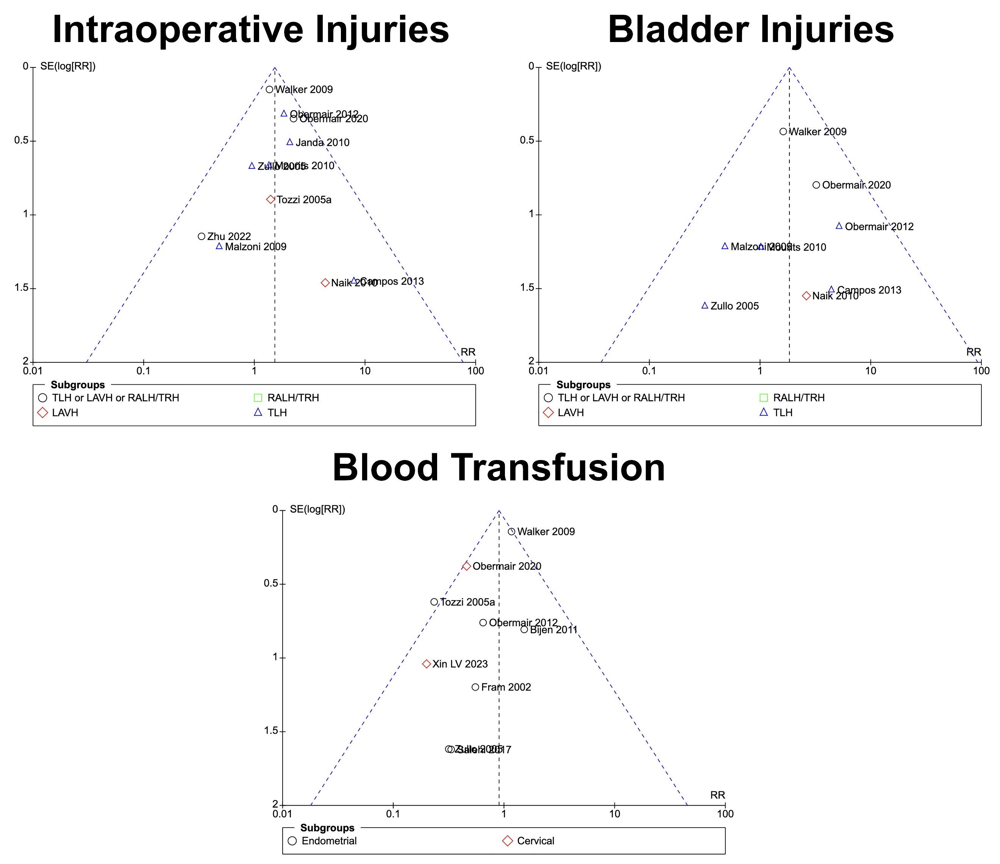 Intraoperative Injuries
0 SE(log[RR])
Walker 2009
Obermair 2012
Obermair 2020
0.5
Janda 2010
Zullo 2005 Mourits 2010
Tozzi 2005a
1
Zhu 2022
Malzoni 2009
Naik 2010 Campos 2013
1.5
RR
2
0.01 0.1 1 10 100
Subgroups
TLH or LAVH or RALH/TRH RALH/TRH
LAVH TLH
Bladder Injuries
0 SE(log[RR])
Walker 2009
0.5
Obermair 2020
1
Obermair 2012
Malzoni 2009 Mourits 2010
1.5
Campos 2013
Naik 2010
Zullo 2005
RR
2
0.01 0.1 1 10 100
Subgroups
TLH or LAVH or RALH/TRH RALH/TRH
LAVH TLH
Blood Transfusion
0 SE(log[RR])
Walker 2009
Obermair 2020
0.5
Tozzi 2005a
Obermair 2012
Bijen 2011
1
Xin LV 2023
Fram 2002
1.5
Zullo 2005 Salehi 2017
RR
2
0.01 0.1 1 10 100
Subgroups
Endometrial Cervical